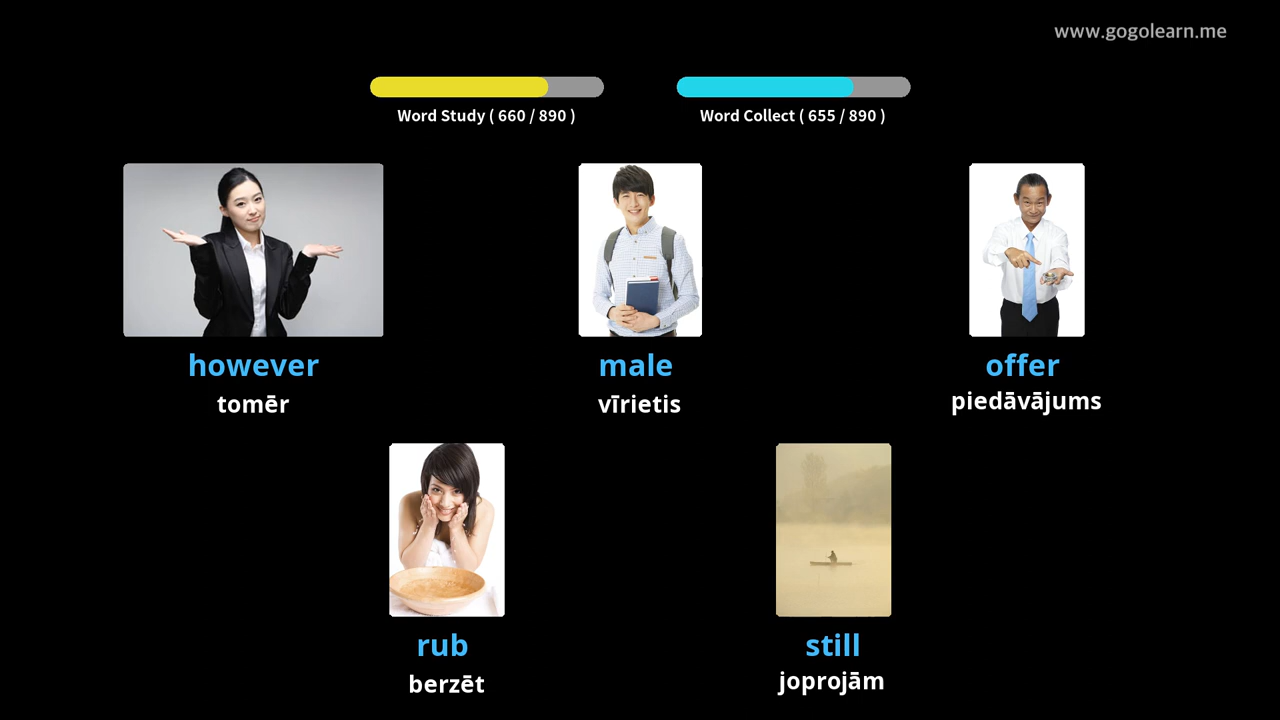 www.gogolearn.me
Word Study ( 660 / 890 )
Word Collect ( 655 / 890 )
however
male
offer
tomēr
vīrietis
piedāvājums
rub
still
berzēt
joprojām